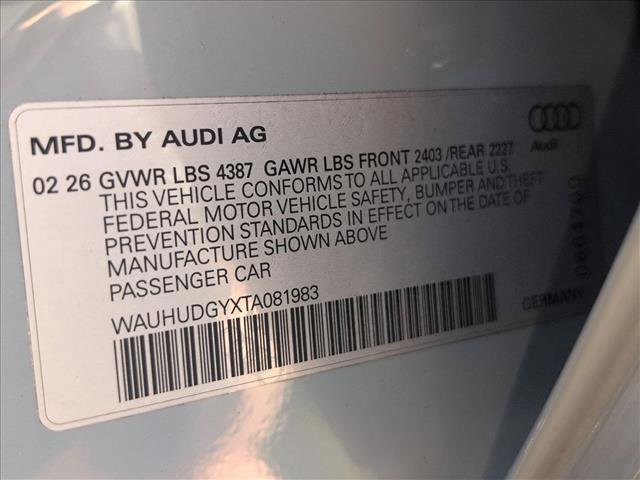 MFD. BY AUDI AG
Audi
02 26 GVWR LBS 4387 GAWR LBS FRONT 2403 /REAR 2227
THIS VEHICLE CONFORMS TO ALL APPLICABLE U.S.
FEDERAL MOTOR VEHICLE SAFETY, BUMPER AND THEFT
PREVENTION STANDARDS IN EFFECT ON THE DATE OF
MANUFACTURE SHOWN ABOVE
PASSENGER CAR
WAUHUDGYXTA081983
GERMANY